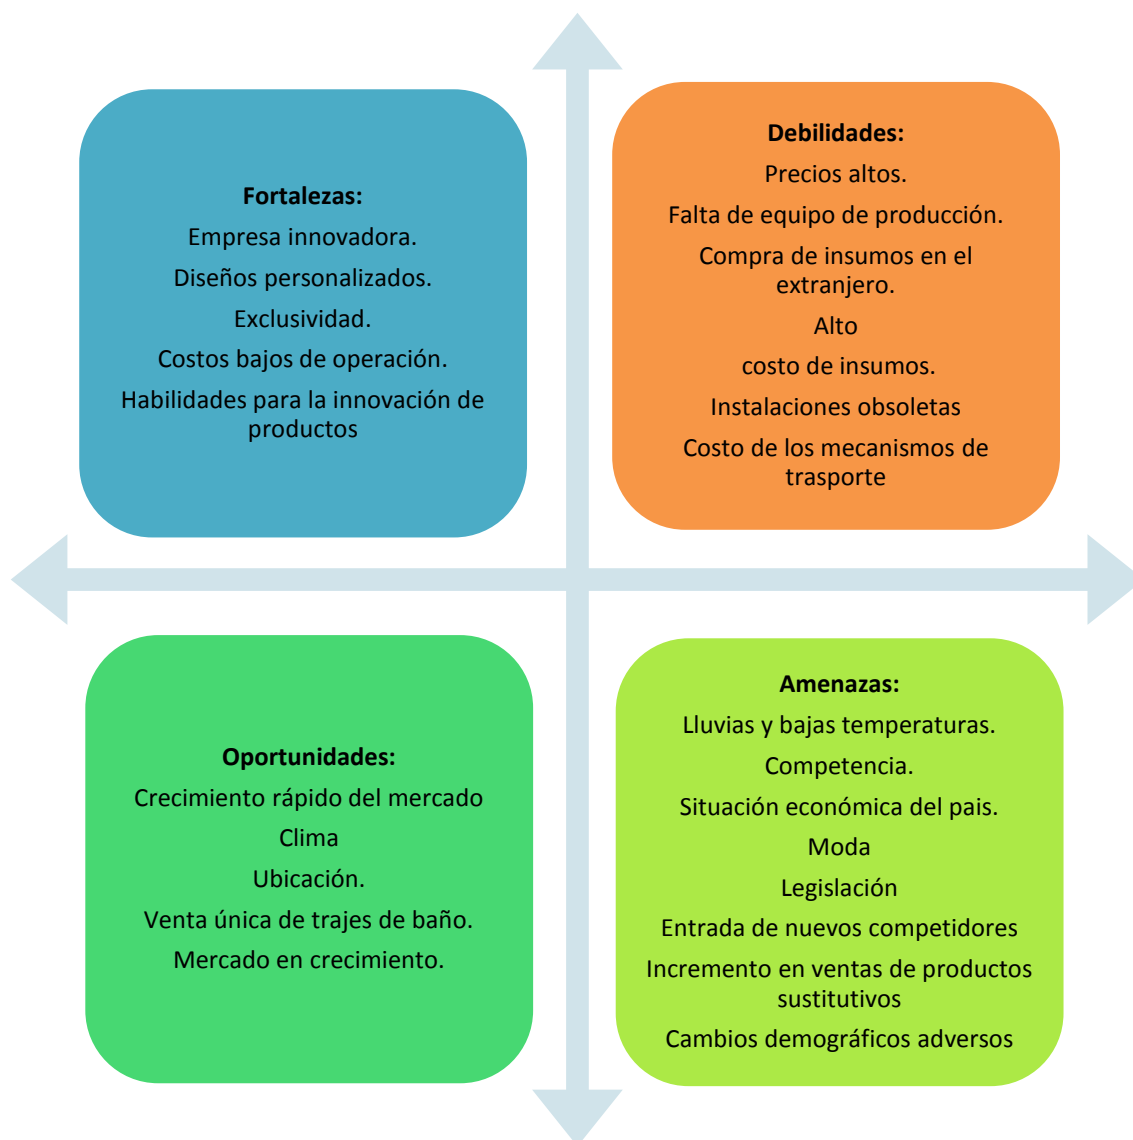 Fortalezas:
Empresa innovadora.
Diseños personalizados.
Exclusividad.
Costos bajos de operación.
Habilidades para la innovación de
productos
Debilidades:
Precios altos.
Falta de equipo de producción.
Compra de insumos en el
extranjero.
Alto
costo de insumos.
Instalaciones obsoletas
Costo de los mecanismos de
trasporte
Oportunidades:
Crecimiento rápido del mercado
Clima
Ubicación.
Venta única de trajes de baño.
Mercado en crecimiento.
Amenazas:
Lluvias y bajas temperaturas.
Competencia.
Situación económica del pais.
Moda
Legislación
Entrada de nuevos competidores
Incremento en ventas de productos
sustitutivos
Cambios demográficos adversos